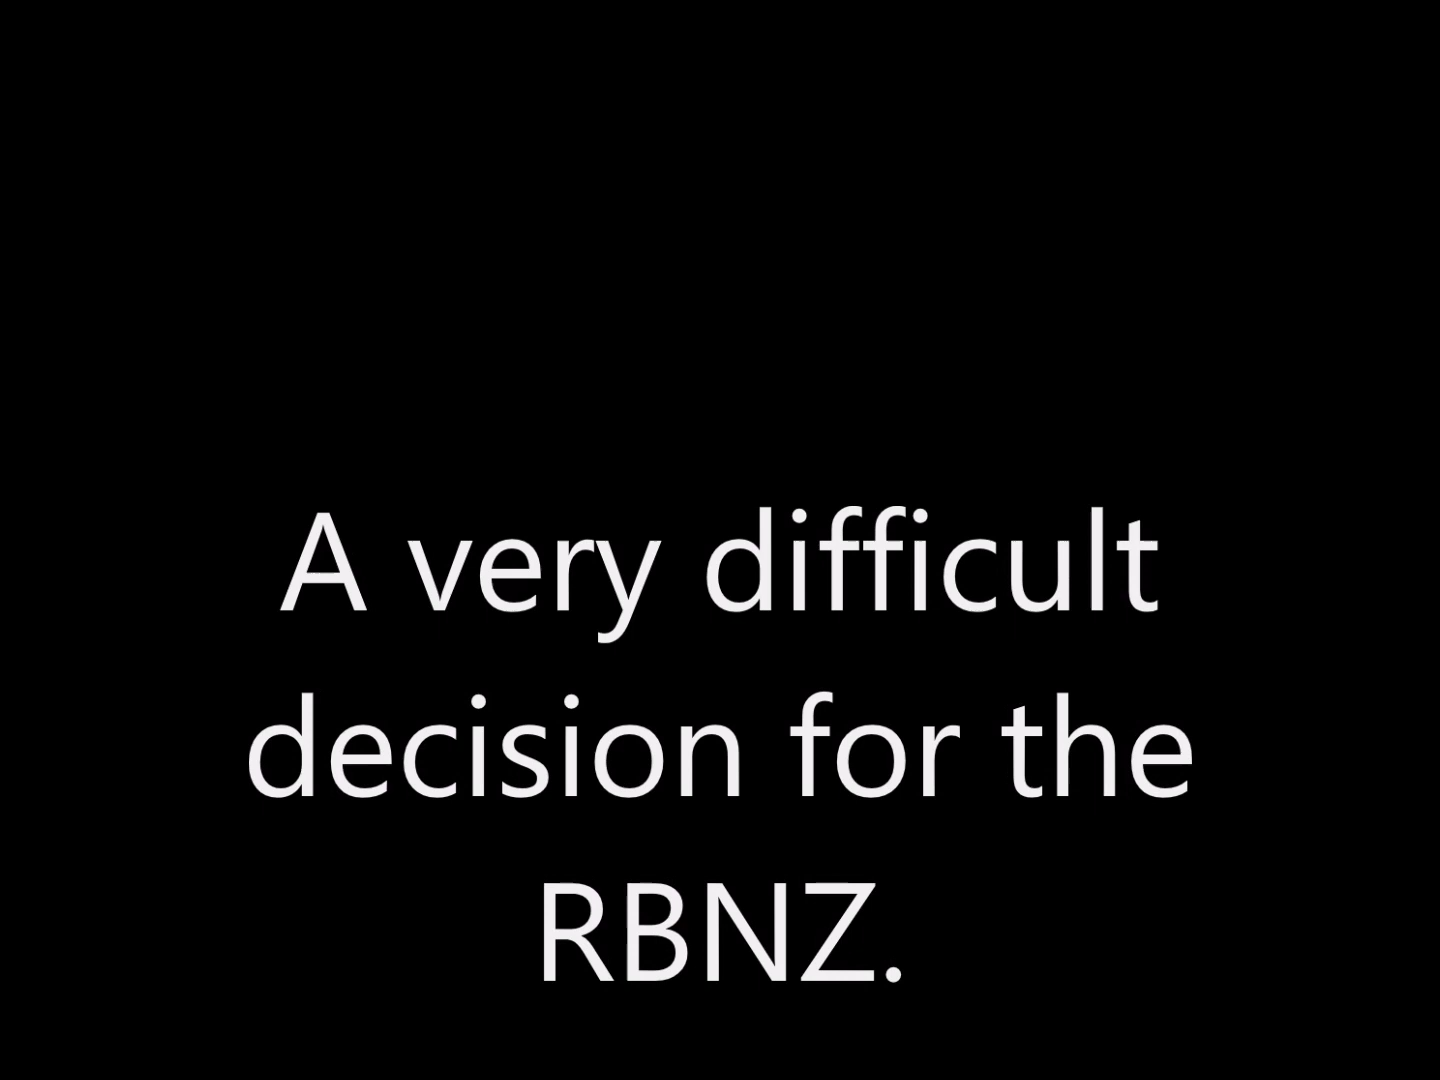 A very difficult
decision for the
RBNZ.